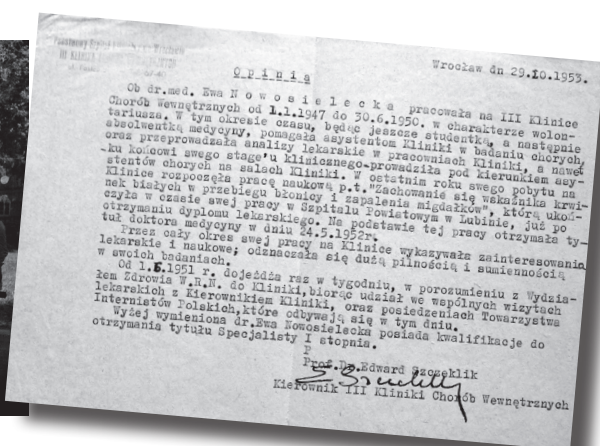 Wrocław dn 29.10.1953.
O p i n i a
Ob dr.med. Ewa N o w o s i e l e c k a pracowała na III Klinice
Chorób Wewnętrznych od 1.1.1947 do 30.6.1950. w charakterze wolon-
tariusza. W tym okresie czasu, będąc jeszcze studentką, a następnie
absolwentką medycyny, pomagała asystentom Kliniki w badaniu chorych,
oraz przeprowadzała analizy lekarskie w pracowniach Kliniki, a nawet
ku końcowi swego stage'u klinicznego-prowadziła pod kierunkiem asy-
stentów chorych na salach Kliniki. W ostatnim roku swego pobytu na
Klinice rozpoczęła pracę naukową p.t."Zachowanie się wskaźnika krwi-
nek białych w przebiegu błonicy i zapalenia migdałków", którą ukoń-
czyła w czasie swej pracy w Szpitalu Powiatowym w Lubinie, już po
otrzymaniu dyplomu lekarskiego. Na podstawie tej pracy otrzymała ty-
tuł doktora medycyny w dniu 24.5.1952r.
Przez cały okres swej pracy na Klinice wykazywała zainteresowania
lekarskie i naukowe; odznaczała się dużą pilnością i sumiennością
w swoich badaniach.
Od 1.6.1951 r. dojeżdża raz w tygodniu, w porozumieniu z Wydzia-
łem Zdrowia W.R.N. do Kliniki,biorąc udział we wspólnych wizytach
lekarskich z Kierownikiem Kliniki, oraz posiedzeniach Towarzystwa
Internistów Polskich,które odbywają się w tym dniu.
Wyżej wymieniona dr.Ewa Nowosielecka posiada kwalifikacje do
otrzymania tytułu Specjalisty I stopnia.
P
Prof.Dr.Edward Szczeklik
Kierownik III Kliniki Chorób Wewnętrznych